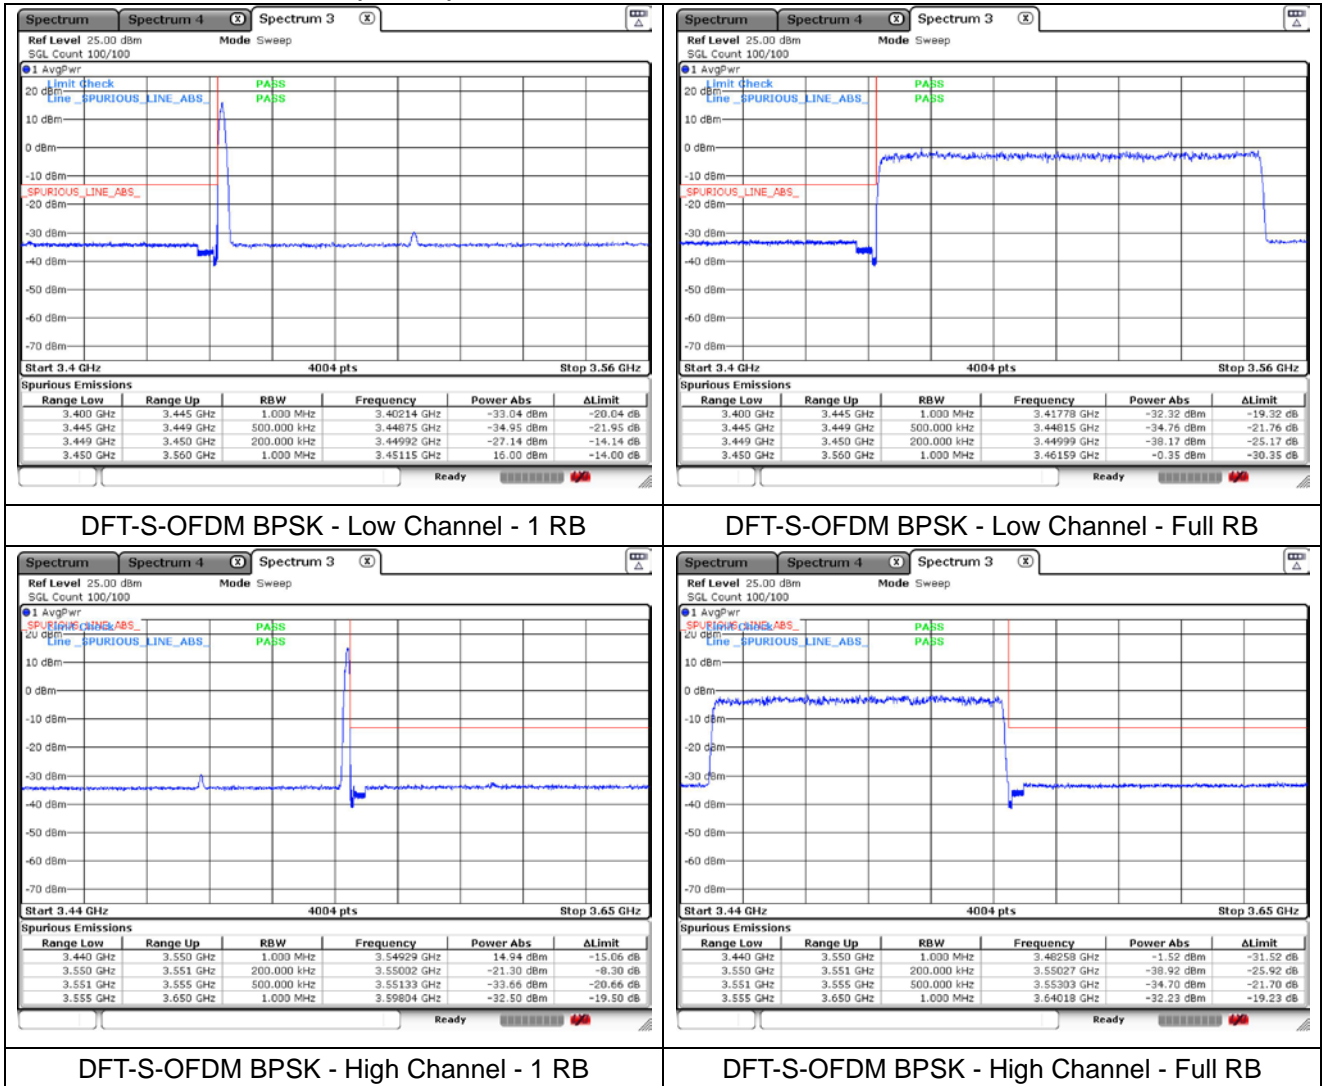 Spectrum Spectrum 4 Spectrum 3
Ref Level 25.00 dBm Mode Sweep
SGL Count 100/100
1 AvgPwr
Limit Check PASS
20 dBm
Line _SPURIOUS_LINE_ABS_ PASS
10 dBm
0 dBm
-10 dBm
_SPURIOUS_LINE_ABS_
-20 dBm
-30 dBm
-40 dBm
-50 dBm
-60 dBm
-70 dBm
Start 3.4 GHz 4004 pts Stop 3.56 GHz
Spurious Emissions
Range Low Range Up RBW Frequency Power Abs ΔLimit
3.400 GHz 3.445 GHz 1.000 MHz 3.40214 GHz -33.04 dBm -20.04 dB
3.445 GHz 3.449 GHz 500.000 kHz 3.44875 GHz -34.95 dBm -21.95 dB
3.449 GHz 3.450 GHz 200.000 kHz 3.44992 GHz -27.14 dBm -14.14 dB
3.450 GHz 3.560 GHz 1.000 MHz 3.45115 GHz 16.00 dBm -14.00 dB
Ready
DFT-S-OFDM BPSK - Low Channel - 1 RB
Spectrum Spectrum 4 Spectrum 3
Ref Level 25.00 dBm Mode Sweep
SGL Count 100/100
1 AvgPwr
Limit Check PASS
20 dBm
Line _SPURIOUS_LINE_ABS_ PASS
10 dBm
0 dBm
-10 dBm
_SPURIOUS_LINE_ABS_
-20 dBm
-30 dBm
-40 dBm
-50 dBm
-60 dBm
-70 dBm
Start 3.4 GHz 4004 pts Stop 3.56 GHz
Spurious Emissions
Range Low Range Up RBW Frequency Power Abs ΔLimit
3.400 GHz 3.445 GHz 1.000 MHz 3.41778 GHz -32.32 dBm -19.32 dB
3.445 GHz 3.449 GHz 500.000 kHz 3.44815 GHz -34.76 dBm -21.76 dB
3.449 GHz 3.450 GHz 200.000 kHz 3.44999 GHz -38.17 dBm -25.17 dB
3.450 GHz 3.560 GHz 1.000 MHz 3.46159 GHz -0.35 dBm -30.35 dB
Ready
DFT-S-OFDM BPSK - Low Channel - Full RB
Spectrum Spectrum 4 Spectrum 3
Ref Level 25.00 dBm Mode Sweep
SGL Count 100/100
1 AvgPwr
_SPURIOUS_LINE_ABS_
Limit Check PASS
20 dBm
Line _SPURIOUS_LINE_ABS_ PASS
10 dBm
0 dBm
-10 dBm
-20 dBm
-30 dBm
-40 dBm
-50 dBm
-60 dBm
-70 dBm
Start 3.44 GHz 4004 pts Stop 3.65 GHz
Spurious Emissions
Range Low Range Up RBW Frequency Power Abs ΔLimit
3.440 GHz 3.550 GHz 1.000 MHz 3.54929 GHz 14.94 dBm -15.06 dB
3.550 GHz 3.551 GHz 200.000 kHz 3.55002 GHz -21.30 dBm -8.30 dB
3.551 GHz 3.555 GHz 500.000 kHz 3.55133 GHz -33.66 dBm -20.66 dB
3.555 GHz 3.650 GHz 1.000 MHz 3.59804 GHz -32.50 dBm -19.50 dB
Ready
DFT-S-OFDM BPSK - High Channel - 1 RB
Spectrum Spectrum 4 Spectrum 3
Ref Level 25.00 dBm Mode Sweep
SGL Count 100/100
1 AvgPwr
_SPURIOUS_LINE_ABS_
Limit Check PASS
20 dBm
Line _SPURIOUS_LINE_ABS_ PASS
10 dBm
0 dBm
-10 dBm
-20 dBm
-30 dBm
-40 dBm
-50 dBm
-60 dBm
-70 dBm
Start 3.44 GHz 4004 pts Stop 3.65 GHz
Spurious Emissions
Range Low Range Up RBW Frequency Power Abs ΔLimit
3.440 GHz 3.550 GHz 1.000 MHz 3.48258 GHz -1.52 dBm -31.52 dB
3.550 GHz 3.551 GHz 200.000 kHz 3.55027 GHz -38.92 dBm -25.92 dB
3.551 GHz 3.555 GHz 500.000 kHz 3.55303 GHz -34.70 dBm -21.70 dB
3.555 GHz 3.650 GHz 1.000 MHz 3.64018 GHz -32.23 dBm -19.23 dB
Ready
DFT-S-OFDM BPSK - High Channel - Full RB